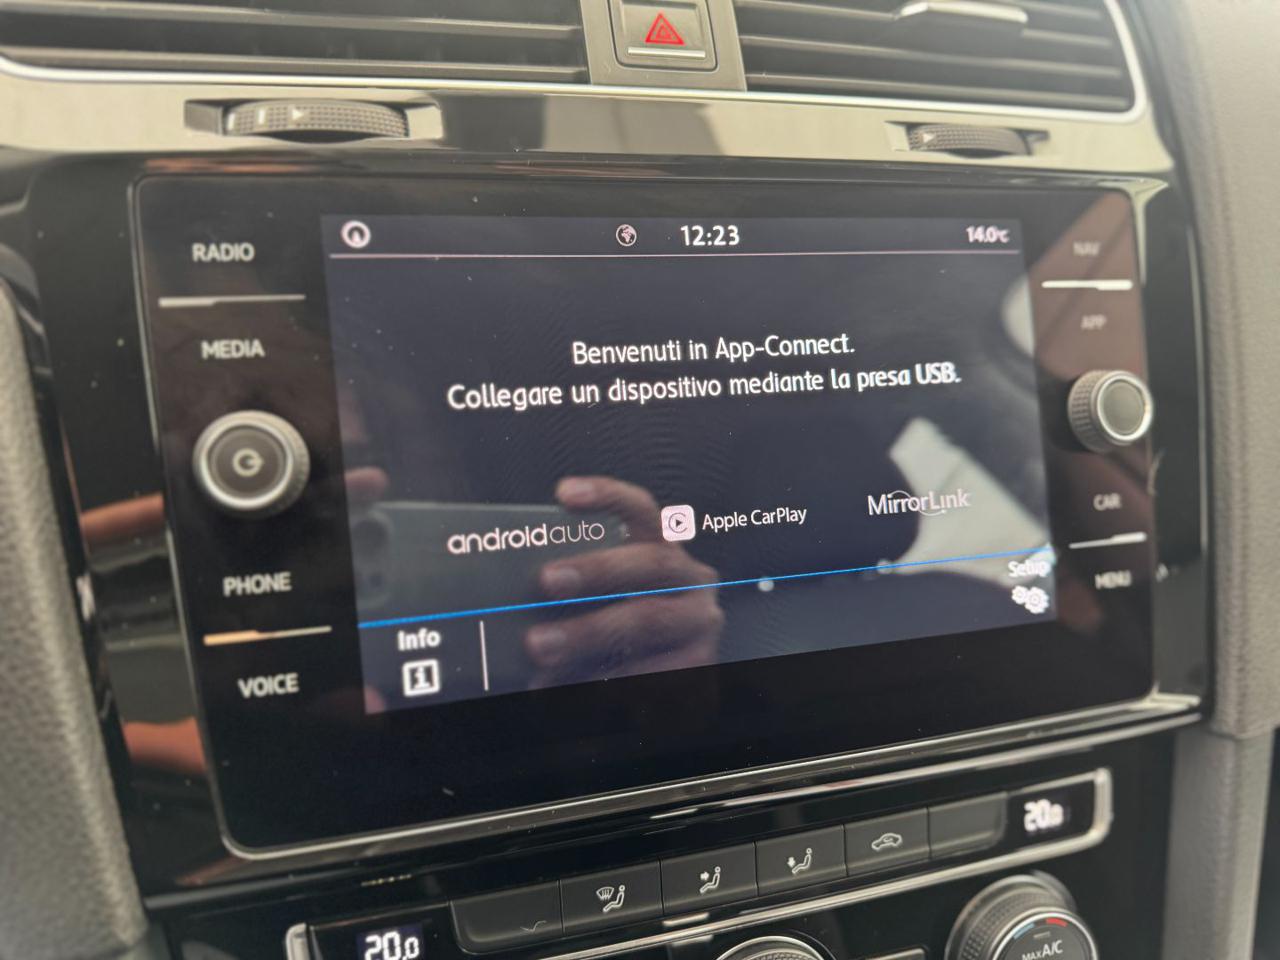 RADIO
MEDIA
PHONE
VOICE
12:23
14.0°C
Benvenuti in App-Connect.
Collegare un dispositivo mediante la presa USB.
androidauto
Apple CarPlay
MirrorLink
Setup
Info
i
NAV
APP
CAR
MENU
20.0
20.0
MAX A/C